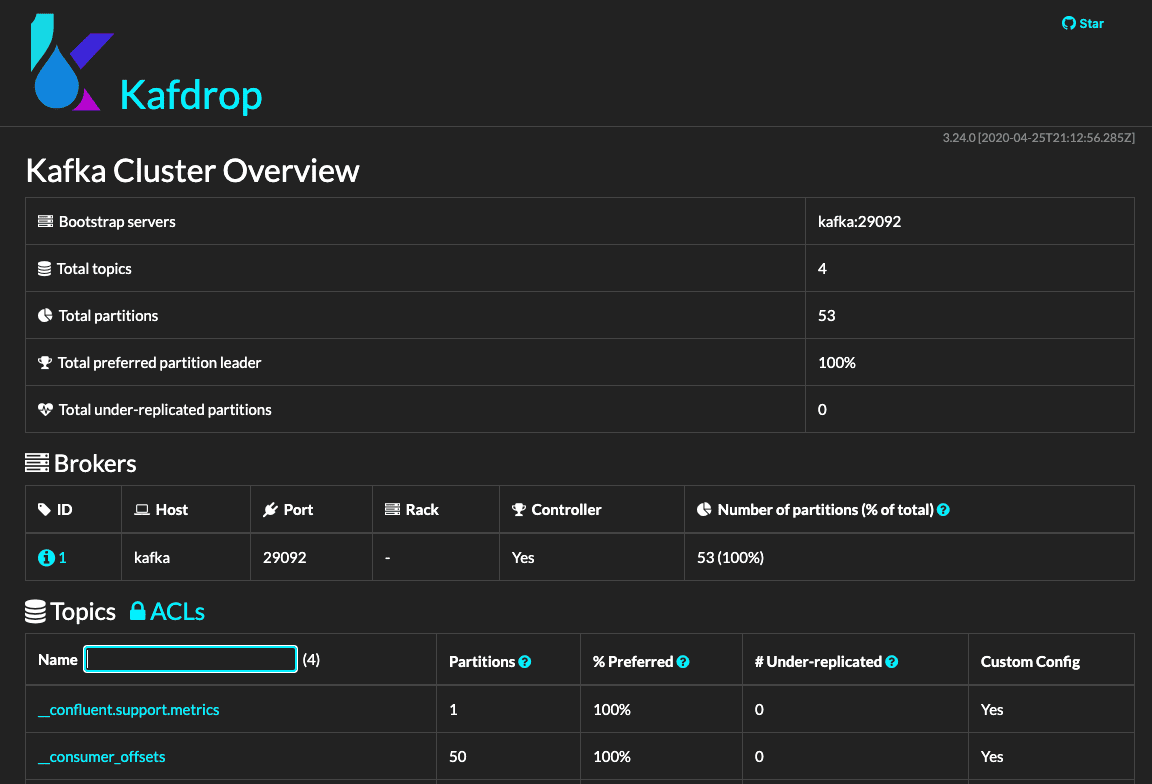 Star
Kafdrop
3.24.0 [2020-04-25T21:12:56.285Z]
Kafka Cluster Overview
Bootstrap servers kafka:29092
Total topics 4
Total partitions 53
Total preferred partition leader 100%
Total under-replicated partitions 0
Brokers
ID Host Port Rack Controller Number of partitions (% of total) ?
1 kafka 29092 - Yes 53 (100%)
Topics ACLs
Name (4) Partitions ? % Preferred ? # Under-replicated ? Custom Config
__confluent.support.metrics 1 100% 0 Yes
__consumer_offsets 50 100% 0 Yes